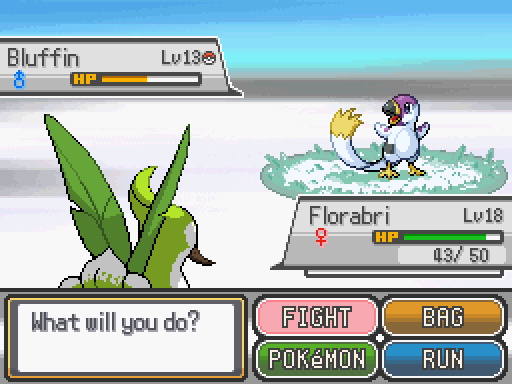 Bluffin Lv13
♂ HP
Florabri Lv18
♀ HP
43/ 50
What will you do?
FIGHT BAG
POKéMON RUN